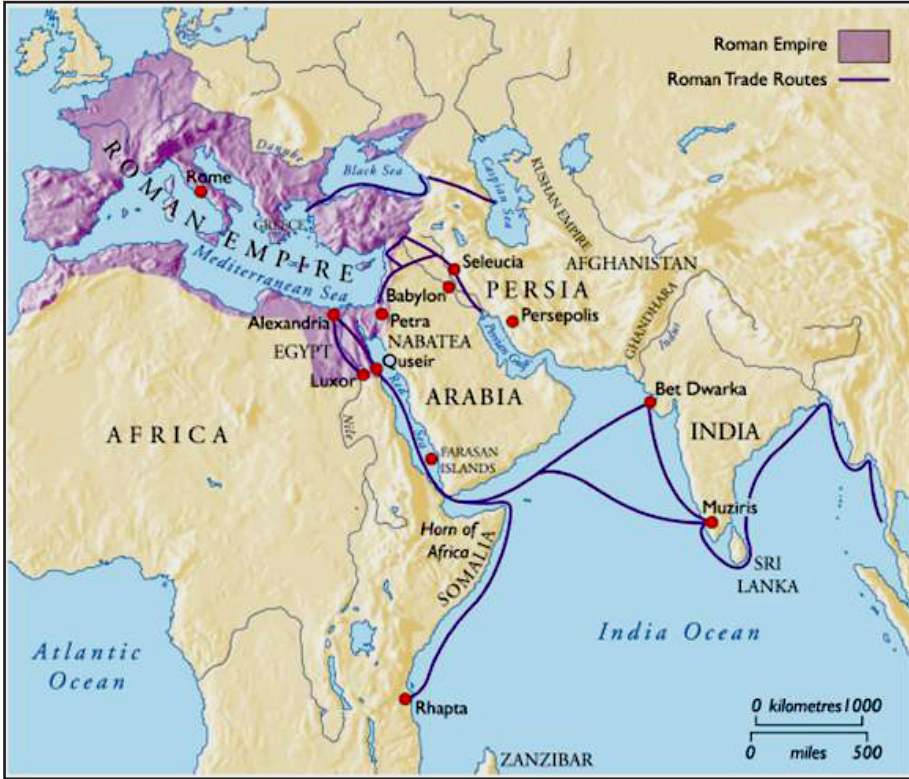 Roman Empire
Roman Trade Routes
ROMAN EMPIRE
Danube
Black Sea
Caspian Sea
Rome
GREECE
Mediterranean Sea
KUSHAN EMPIRE
AFGHANISTAN
Seleucia
Babylon
PERSIA
Persepolis
GHANDHARA
Indus
Alexandria
Petra
NABATEA
Persian Gulf
EGYPT
Quseir
Luxor
Red Sea
ARABIA
Bet Dwarka
INDIA
AFRICA
Nile
FARASAN
ISLANDS
Muziris
Horn of
Africa
SOMALIA
SRI
LANKA
India Ocean
Atlantic
Ocean
Rhapta
0 kilometres 1000
0 miles 500
ZANZIBAR